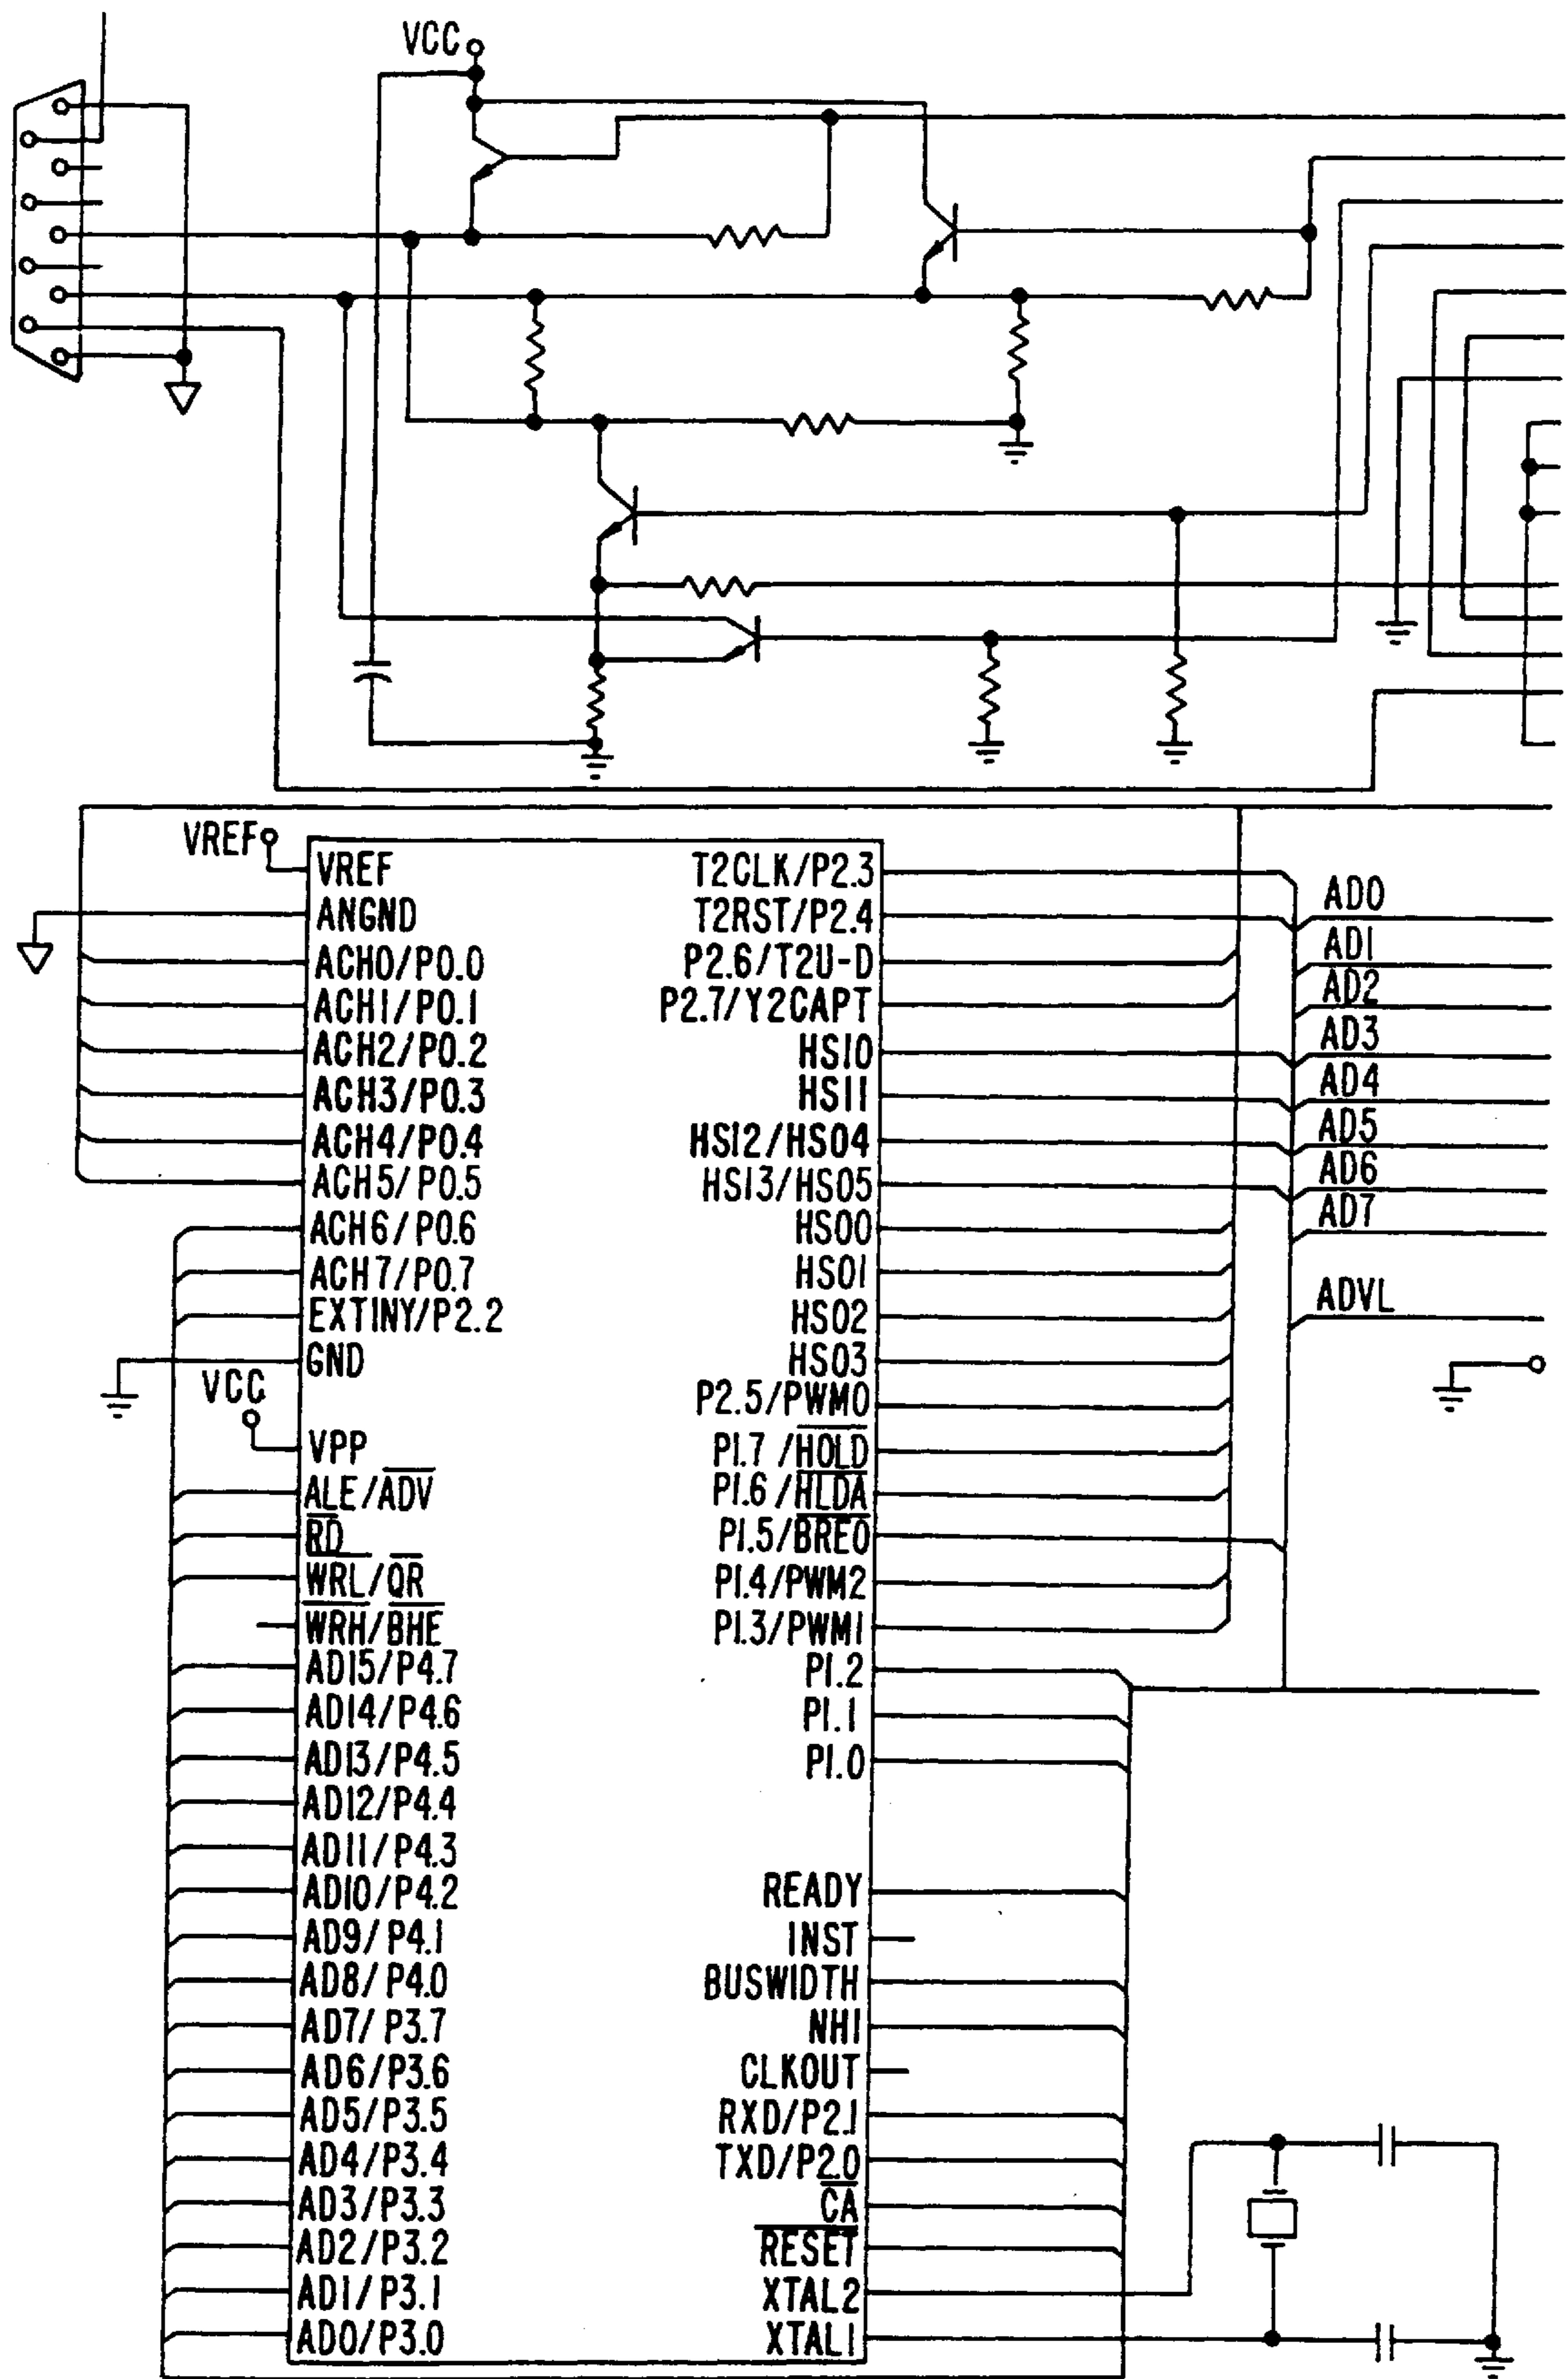 VCC
VREF
VREF
ANGND
ACH0/P0.0
ACH1/P0.1
ACH2/P0.2
ACH3/P0.3
ACH4/P0.4
ACH5/P0.5
ACH6/P0.6
ACH7/P0.7
EXTINY/P2.2
GND
VCC
VPP
ALE/ADV
RD
WRL/QR
WRH/BHE
AD15/P4.7
AD14/P4.6
AD13/P4.5
AD12/P4.4
AD11/P4.3
AD10/P4.2
AD9/P4.1
AD8/P4.0
AD7/P3.7
AD6/P3.6
AD5/P3.5
AD4/P3.4
AD3/P3.3
AD2/P3.2
AD1/P3.1
AD0/P3.0
T2CLK/P2.3
T2RST/P2.4
P2.6/T2U-D
P2.7/Y2CAPT
HSI0
HSI1
HSI2/HSO4
HSI3/HSO5
HSO0
HSO1
HSO2
HSO3
P2.5/PWM0
P1.7/HOLD
P1.6/HLDA
P1.5/BREQ
P1.4/PWM2
P1.3/PWM1
P1.2
P1.1
P1.0
READY
INST
BUSWIDTH
NHI
CLKOUT
RXD/P2.1
TXD/P2.0
CA
RESET
XTAL2
XTAL1
AD0
AD1
AD2
AD3
AD4
AD5
AD6
AD7
ADVL